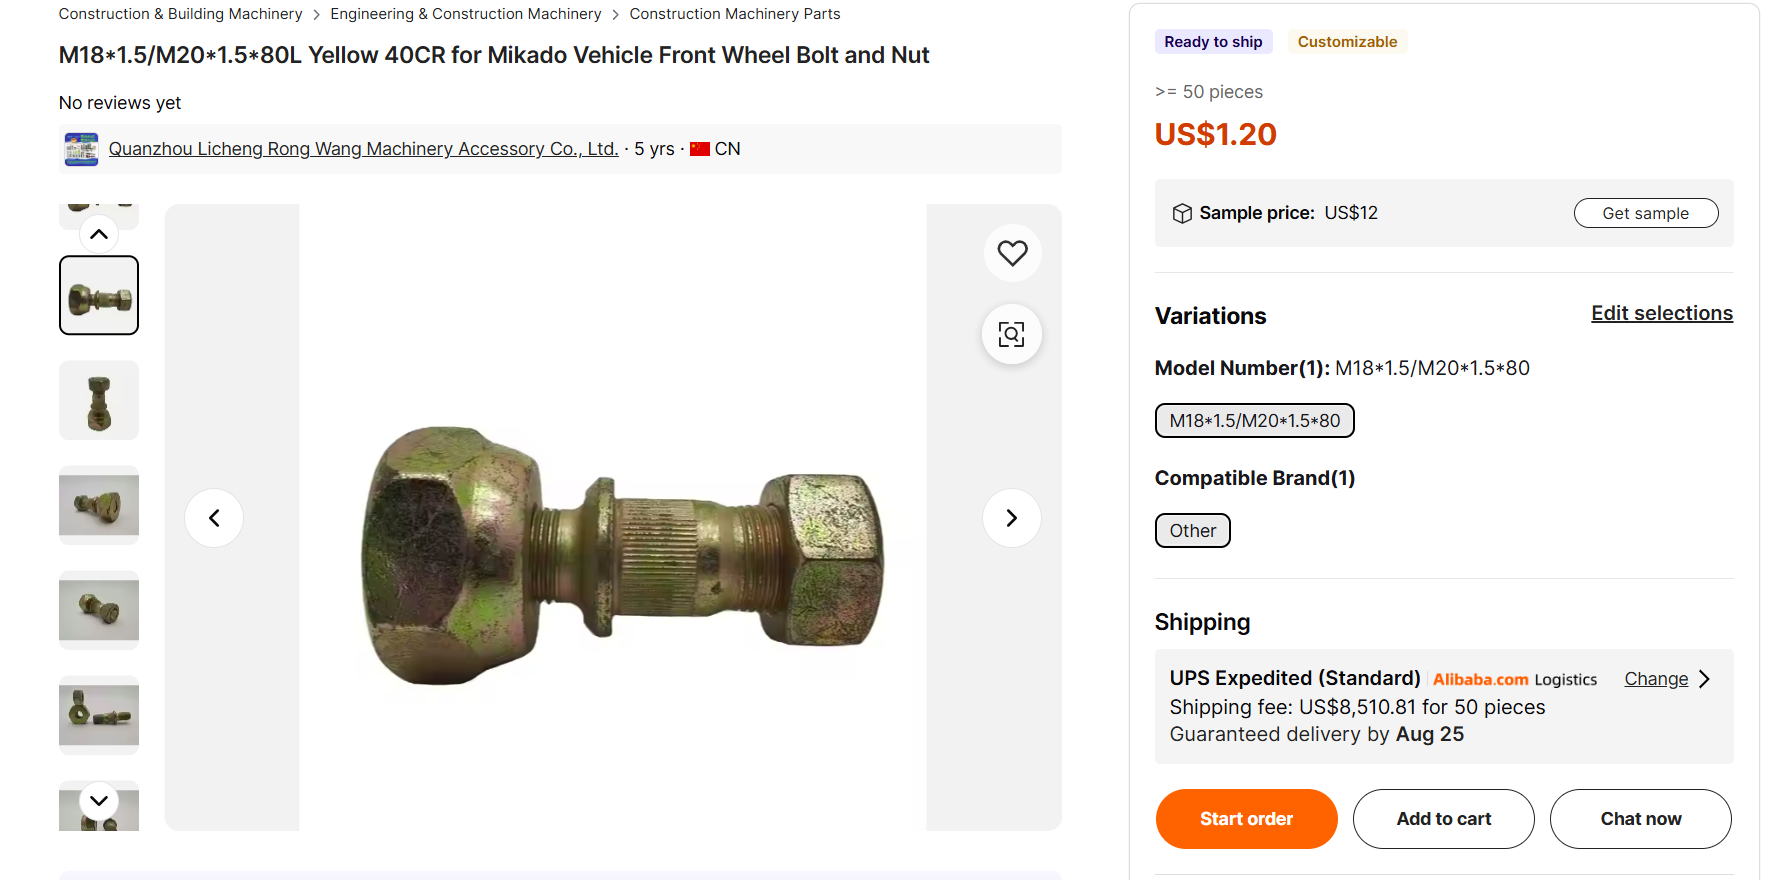 Construction & Building Machinery > Engineering & Construction Machinery > Construction Machinery Parts
M18*1.5/M20*1.5*80L Yellow 40CR for Mikado Vehicle Front Wheel Bolt and Nut
No reviews yet
Quanzhou Licheng Rong Wang Machinery Accessory Co., Ltd. · 5 yrs · CN
Ready to ship
Customizable
>= 50 pieces
US$1.20
Sample price: US$12
Get sample
Variations
Edit selections
Model Number(1): M18*1.5/M20*1.5*80
M18*1.5/M20*1.5*80
Compatible Brand(1)
Other
Shipping
UPS Expedited (Standard) Alibaba.com Logistics
Change
Shipping fee: US$8,510.81 for 50 pieces
Guaranteed delivery by Aug 25
Start order
Add to cart
Chat now